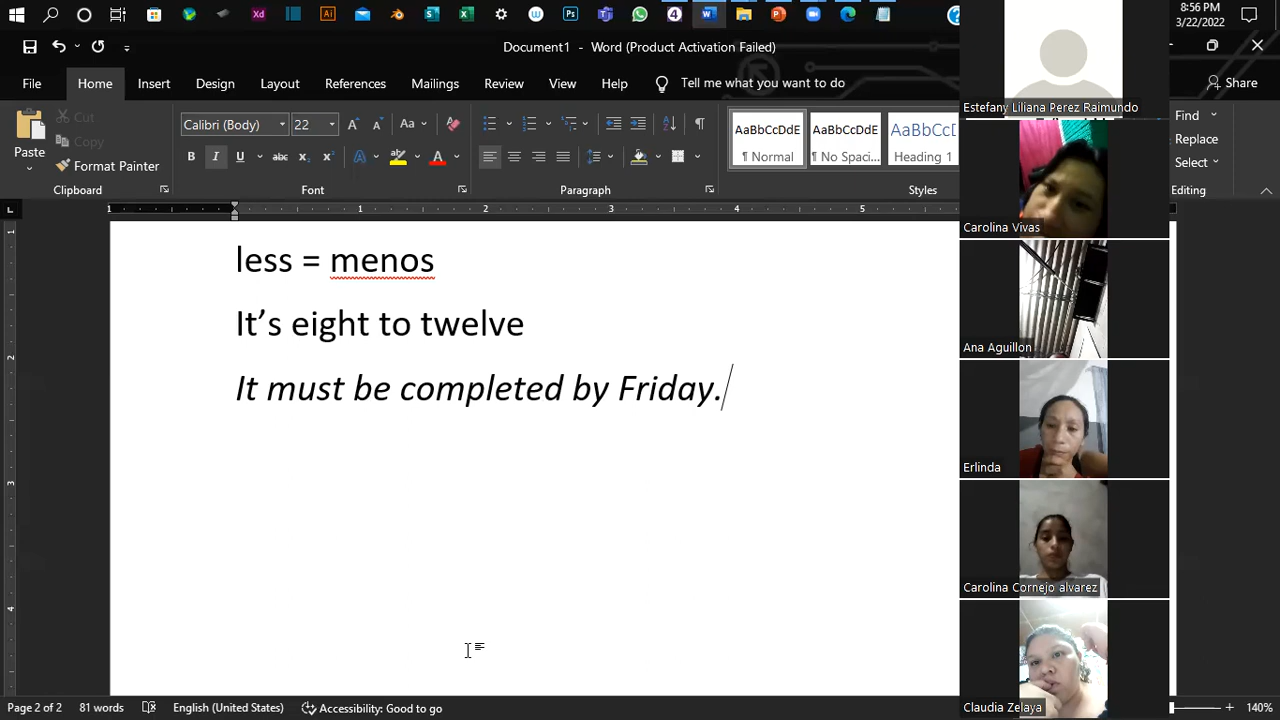 8:56 PM
3/22/2022
Document1 - Word (Product Activation Failed)
File Home Insert Design Layout References Mailings Review View Help Tell me what you want to do Share
Paste
Cut
Copy
Format Painter
Clipboard
Calibri (Body) 22
Font
Paragraph
AaBbCcDdE AaBbCcDdE AaBbC
¶ Normal ¶ No Spaci... Heading 1
Styles
Find
Replace
Select
Editing
less = menos
It’s eight to twelve
It must be completed by Friday.
Estefany Liliana Perez Raimundo
Carolina Vivas
Ana Aguillon
Erlinda
Carolina Cornejo alvarez
Claudia Zelaya
Page 2 of 2 81 words English (United States) Accessibility: Good to go 140%